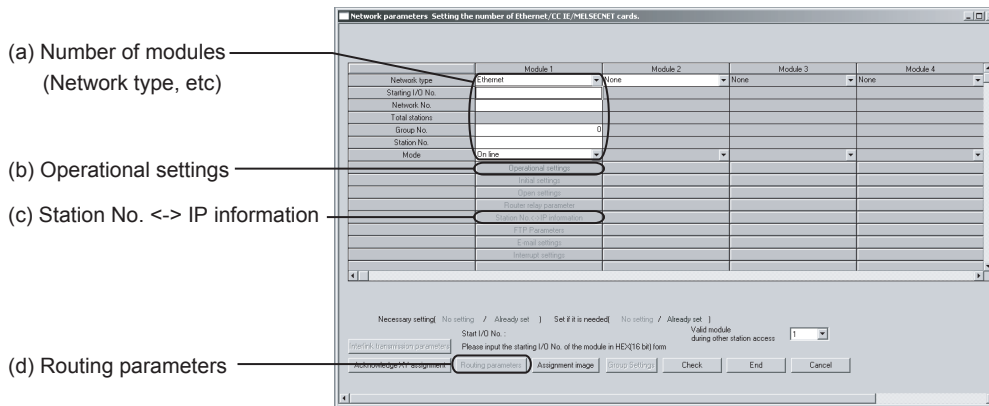 Network parameters Setting the number of Ethernet/CC IE/MELSECNET cards.
(a) Number of modules
(Network type, etc)
Module 1 Module 2 Module 3 Module 4
Network type Ethernet None None None
Starting I/O No.
Network No.
Total stations
Group No. 0
Station No.
Mode On line
(b) Operational settings
Operational settings
Initial settings
Open settings
Router relay parameter
(c) Station No. <-> IP information
Station No.<->IP information
FTP Parameters
E-mail settings
Interrupt settings
Necessary setting( No setting / Already set ) Set if it is needed( No setting / Already set )
Start I/O No. :
Valid module
during other station access
1
Interlink transmission parameters
Please input the starting I/O No. of the module in HEX(16 bit) form
(d) Routing parameters
Acknowledge XY assignment Routing parameters Assignment image Group Settings Check End Cancel